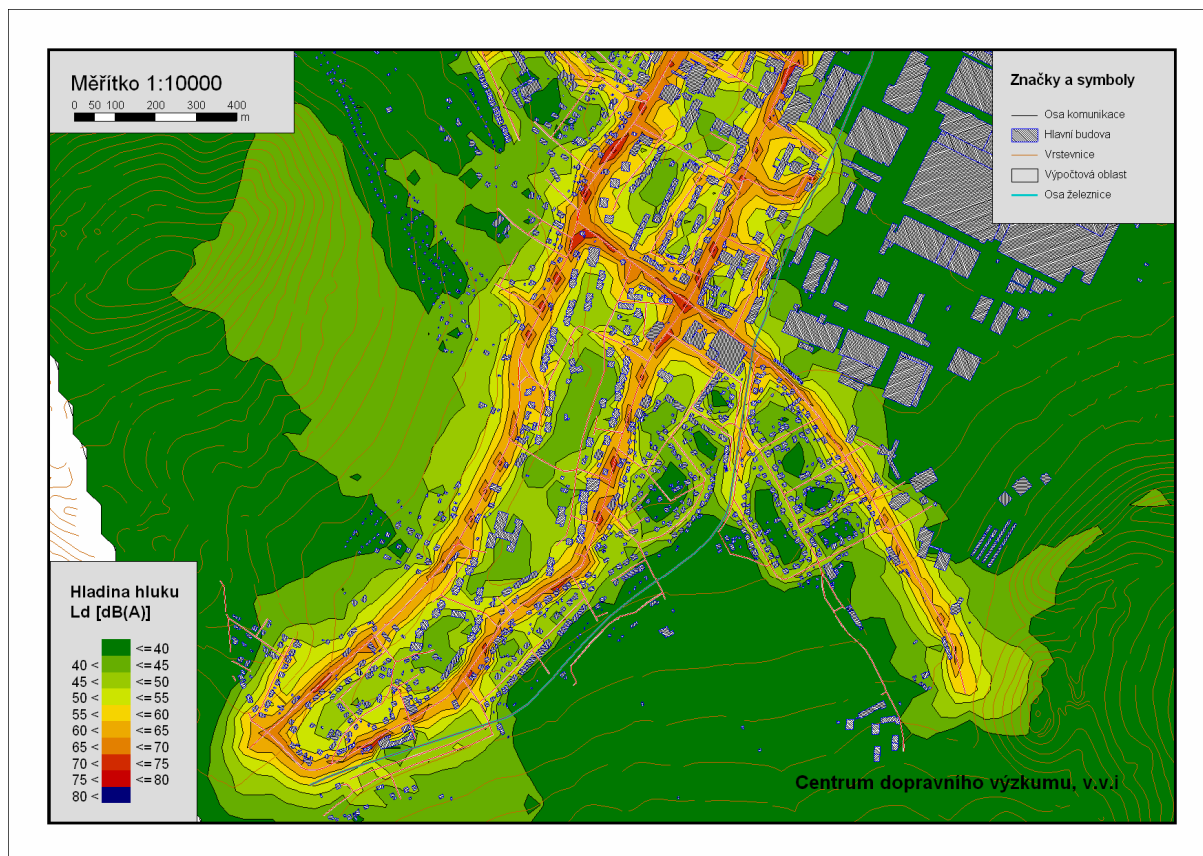 Měřítko 1:10000
0 50 100 200 300 400
m
Značky a symboly
Osa komunikace
Hlavní budova
Vrstevnice
Výpočtová oblast
Osa železnice
Hladina hluku
Ld [dB(A)]
<= 40
40 < <= 45
45 < <= 50
50 < <= 55
55 < <= 60
60 < <= 65
65 < <= 70
70 < <= 75
75 < <= 80
80 <
Centrum dopravního výzkumu, v.v.i